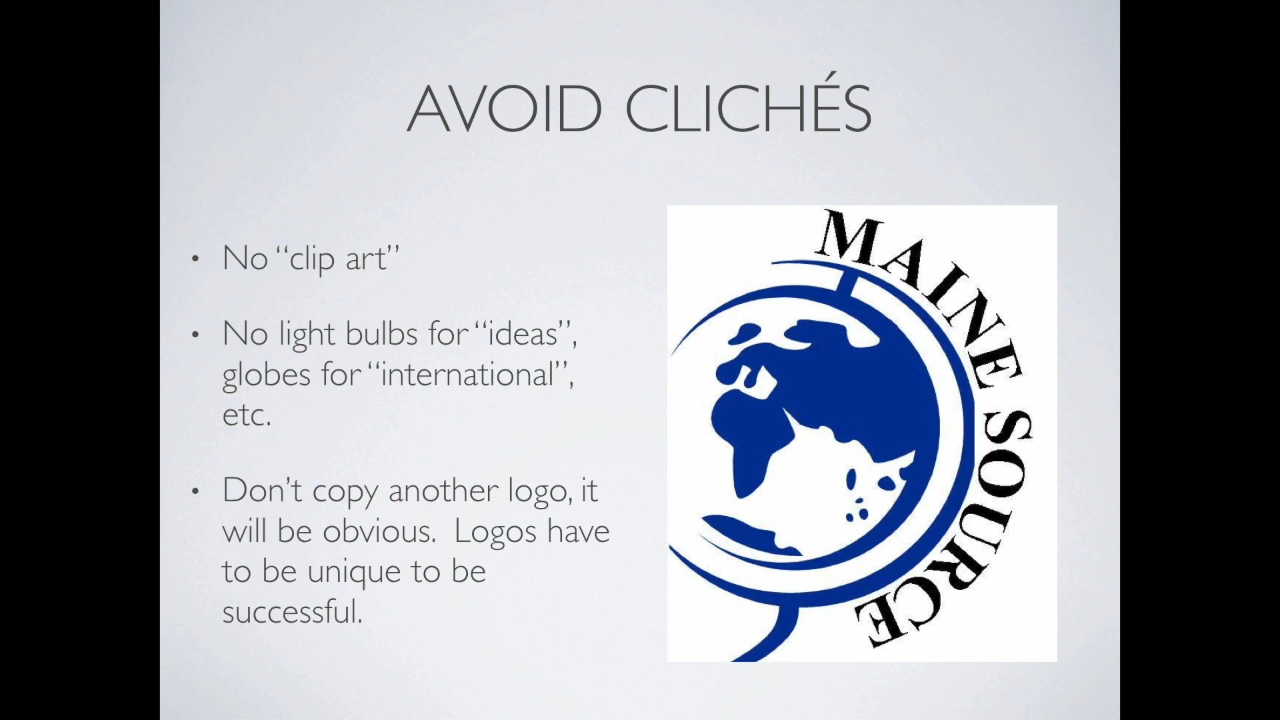 AVOID CLICHÉS
• No “clip art”
• No light bulbs for “ideas”,
globes for “international”,
etc.
• Don’t copy another logo, it
will be obvious.  Logos have
to be unique to be
successful.
MAINE SOURCE